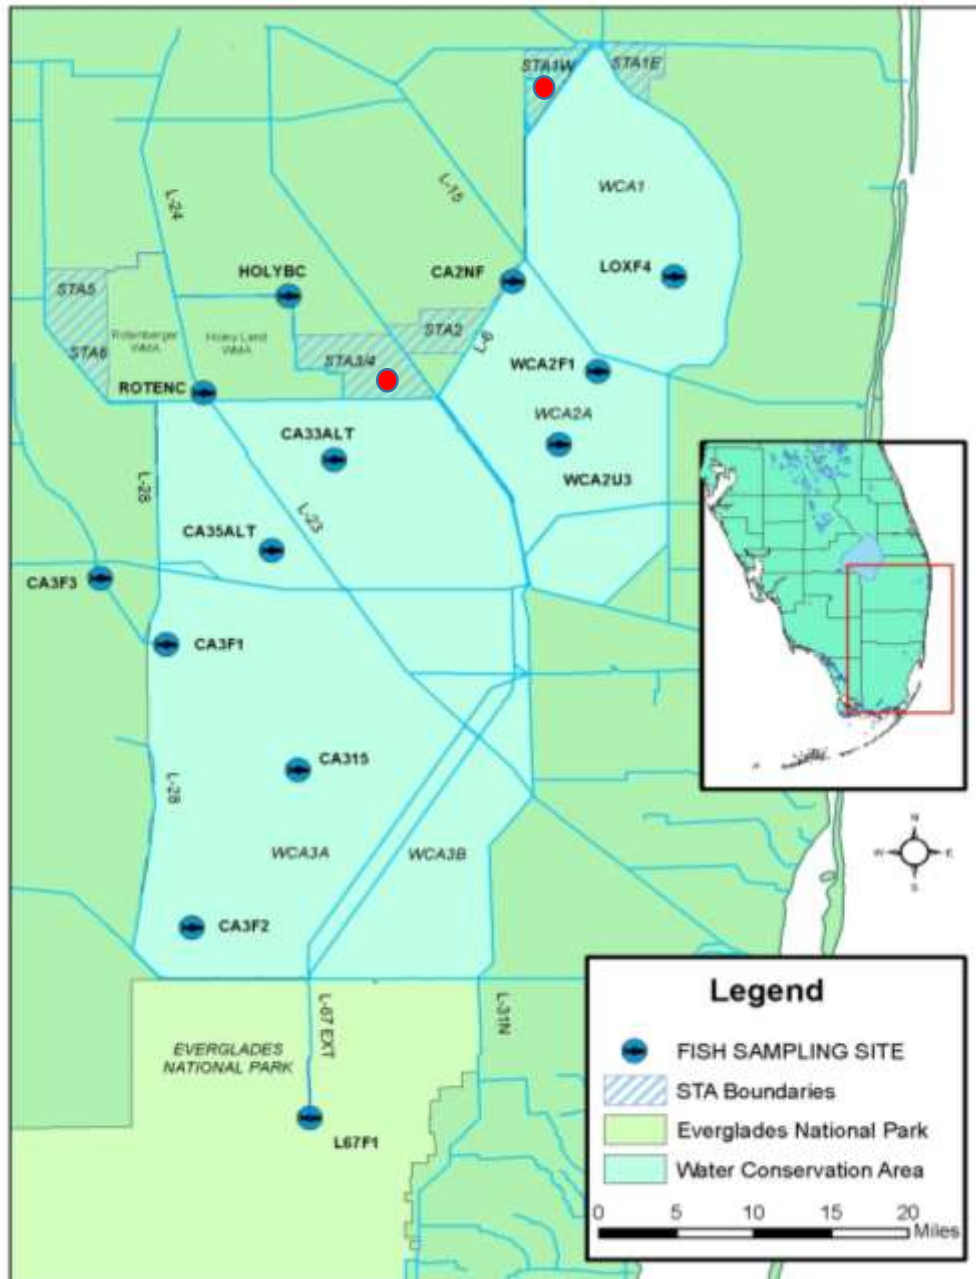 STA1W
STA1E
L-24
L-15
WCA1
HOLYBC
CA2NF
LOXF4
STA5
STA2
Rotenberger
WMA
Holey Land
WMA
L-6
STA6
STA3/4
WCA2F1
ROTENC
WCA2A
CA33ALT
WCA2U3
L-28
L-23
CA35ALT
CA3F3
CA3F1
CA315
L-28
WCA3A
WCA3B
CA3F2
N
W
E
S
L-67 EXT
L-31N
EVERGLADES
NATIONAL PARK
L67F1
Legend
FISH SAMPLING SITE
STA Boundaries
Everglades National Park
Water Conservation Area
0 5 10 15 20
Miles